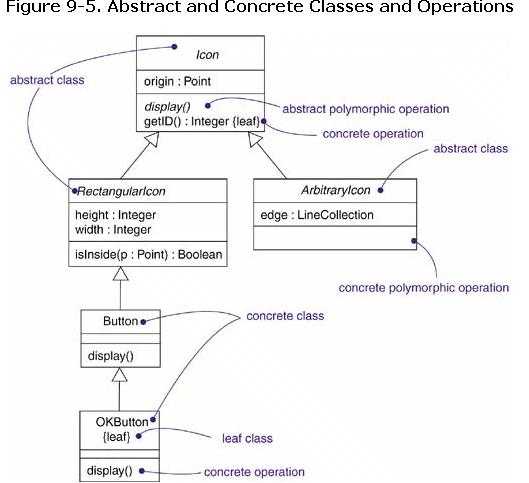 Figure 9-5. Abstract and Concrete Classes and Operations
Icon
abstract class
origin : Point
display()
abstract polymorphic operation
getID() : Integer {leaf}
concrete operation
abstract class
RectangularIcon
ArbitraryIcon
height : Integer
width : Integer
edge : LineCollection
isInside(p : Point) : Boolean
concrete polymorphic operation
Button
concrete class
display()
OKButton
{leaf}
leaf class
display()
concrete operation